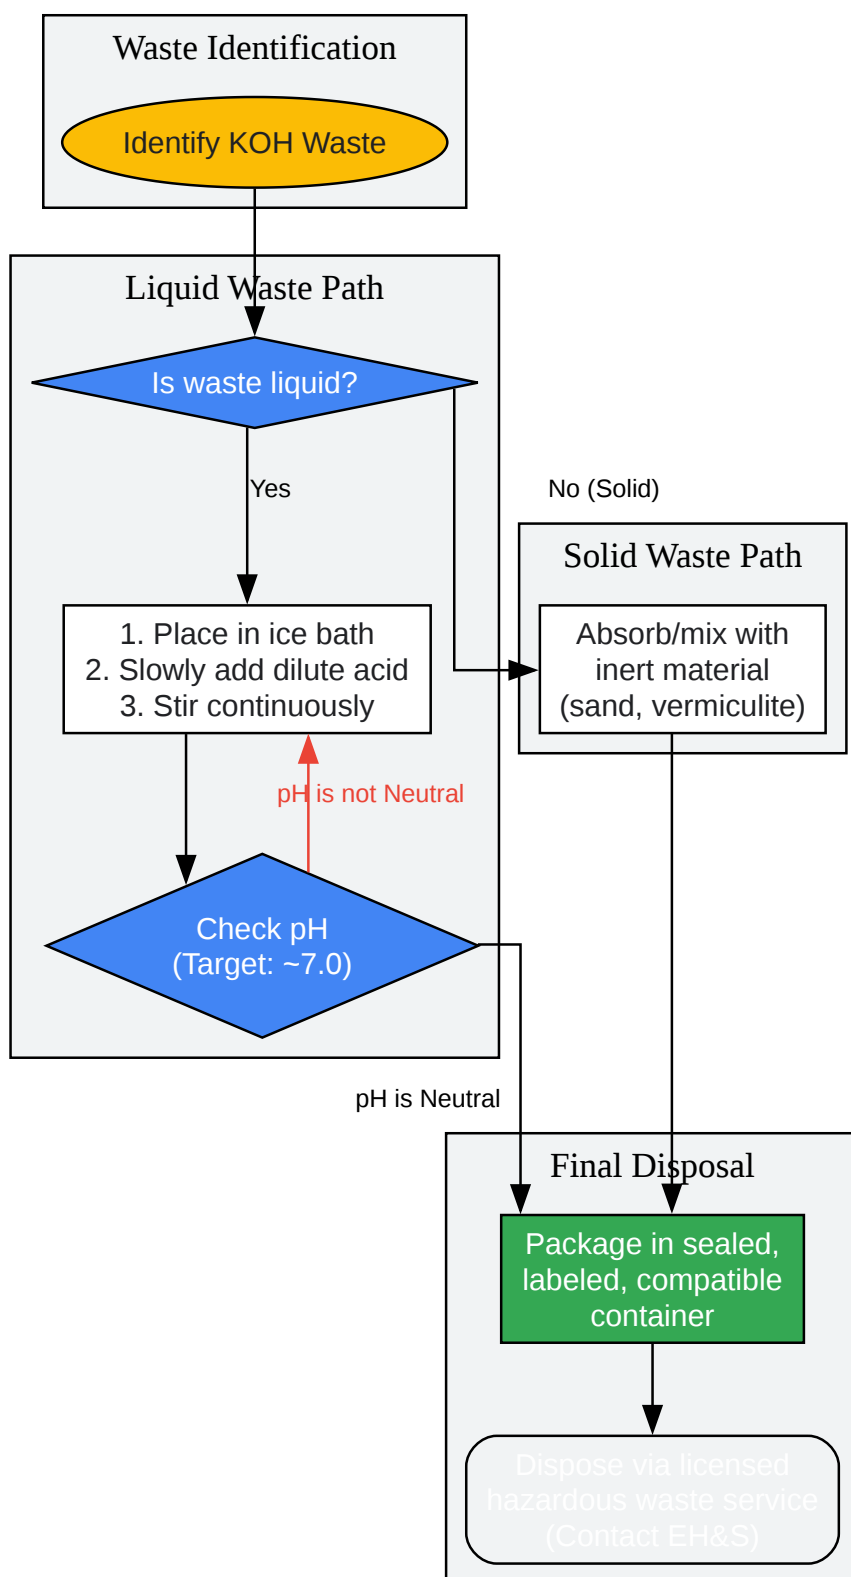 Waste Identification
Identify KOH Waste
Liquid Waste Path
Is waste liquid?
Yes
No (Solid)
Solid Waste Path
1. Place in ice bath
2. Slowly add dilute acid
3. Stir continuously
Absorb/mix with
inert material
(sand, vermiculite)
pH is not Neutral
Check pH
(Target: ~7.0)
pH is Neutral
Final Disposal
Package in sealed,
labeled, compatible
container
Dispose via licensed
hazardous waste service
(Contact EH&S)